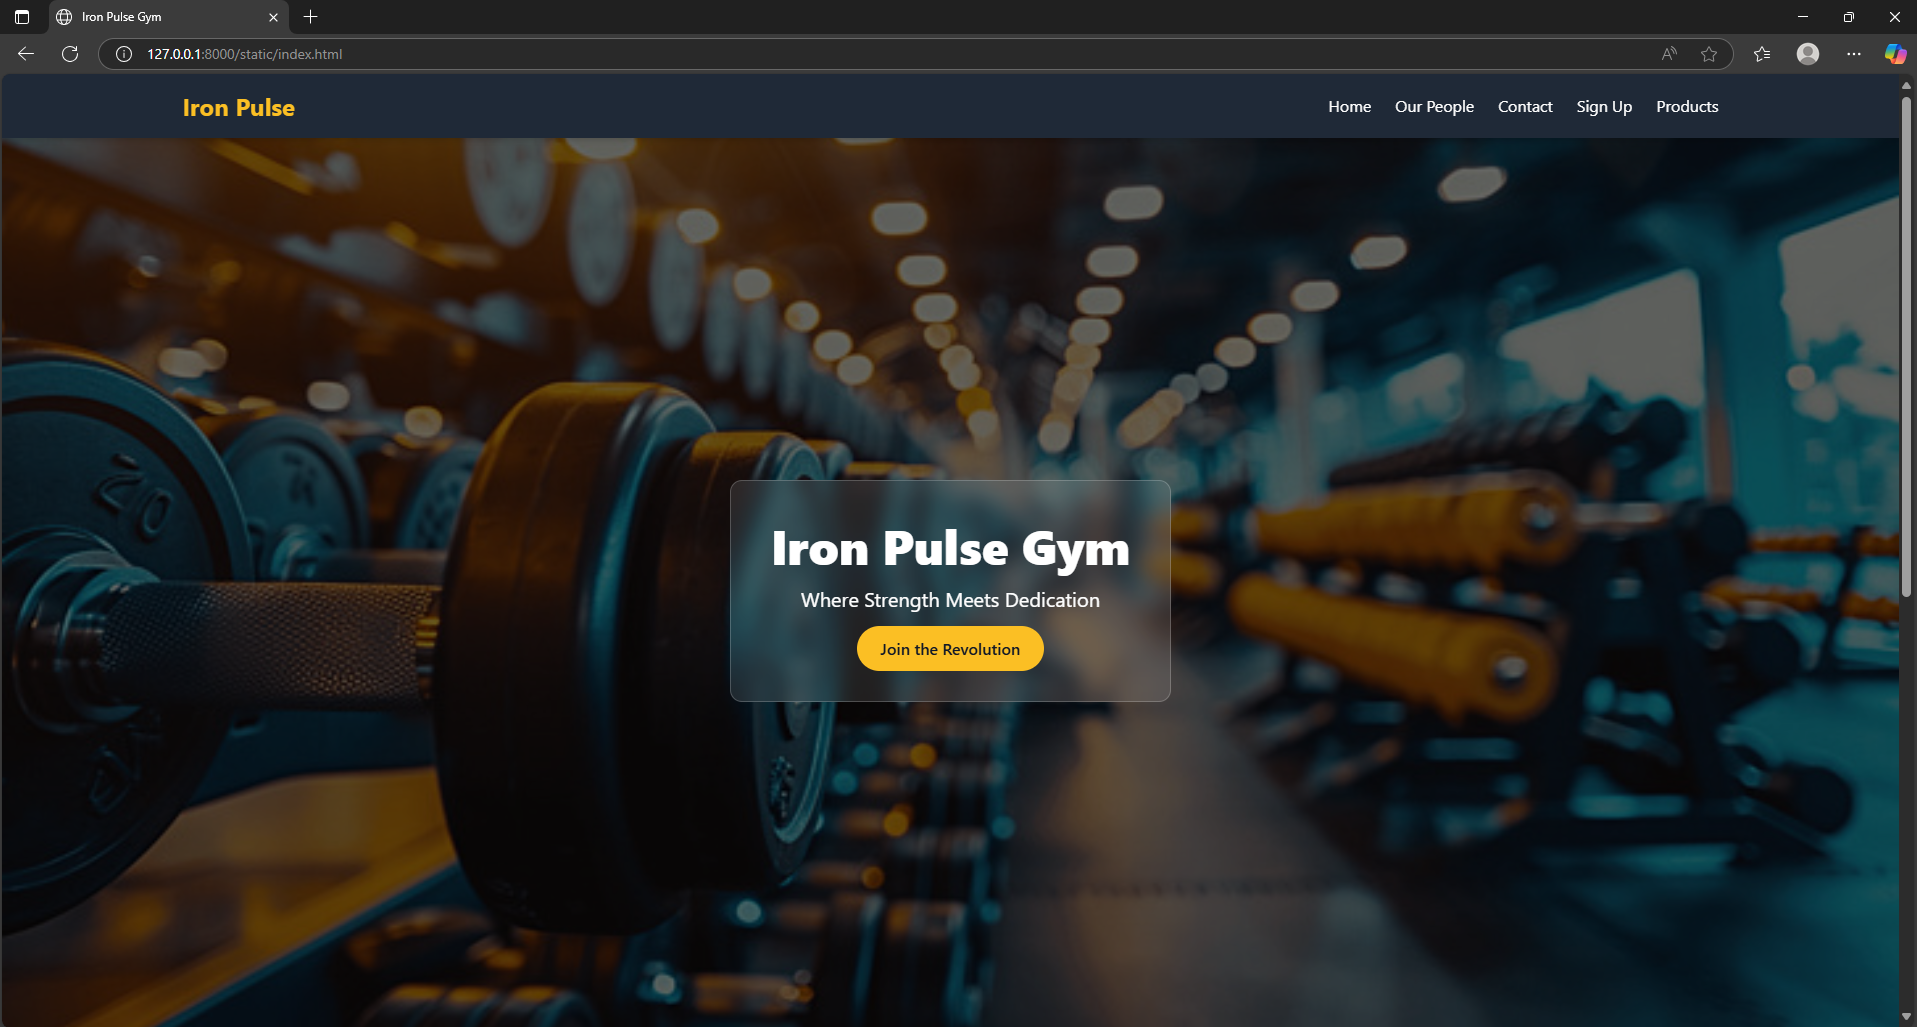 Iron Pulse Gym
127.0.0.1:8000/static/index.html
Iron Pulse
Home Our People Contact Sign Up Products
Iron Pulse Gym
Where Strength Meets Dedication
Join the Revolution